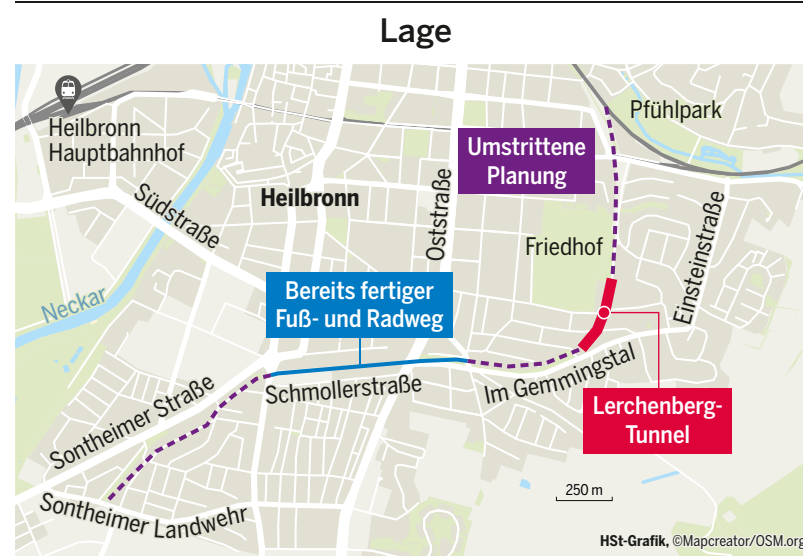 Lage
Pfühlpark
Heilbronn
Hauptbahnhof
Umstrittene
Planung
Südstraße
Heilbronn
Oststraße
Friedhof
Einsteinstraße
Neckar
Bereits fertiger
Fuß- und Radweg
Sontheimer Straße
Schmollerstraße
Im Gemmingstal
Lerchenberg-
Tunnel
Sontheimer Landwehr
250 m
HSt-Grafik, ©Mapcreator/OSM.org